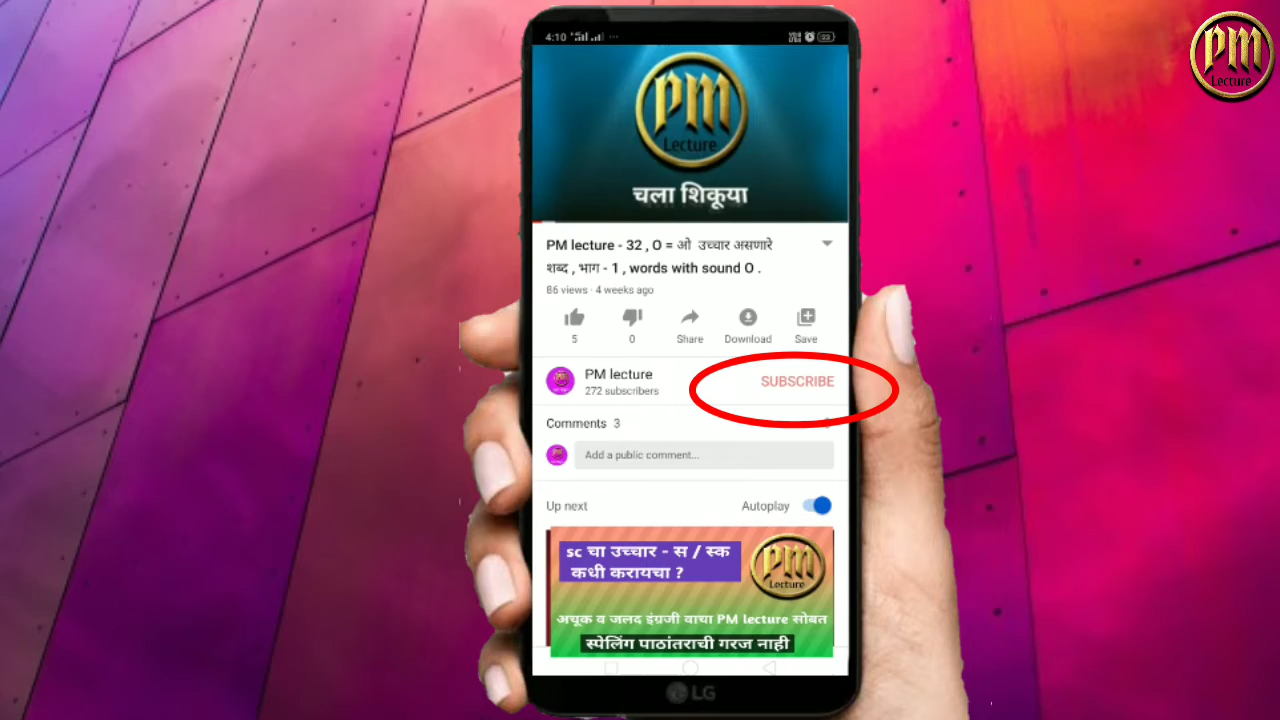 PM
Lecture
4:10
PM
Lecture
चला शिकूया
PM lecture - 32 , O = ओ उच्चार असणारे
शब्द , भाग - 1 , words with sound O .
86 views · 4 weeks ago
5
0
Share
Download
Save
PM lecture
272 subscribers
SUBSCRIBE
Comments 3
Add a public comment...
Up next
Autoplay
sc चा उच्चार - स / स्क
कधी करायचा ?
PM
Lecture
अचूक व जलद इंग्रजी वाचा PM lecture सोबत
स्पेलिंग पाठांतराची गरज नाही
LG